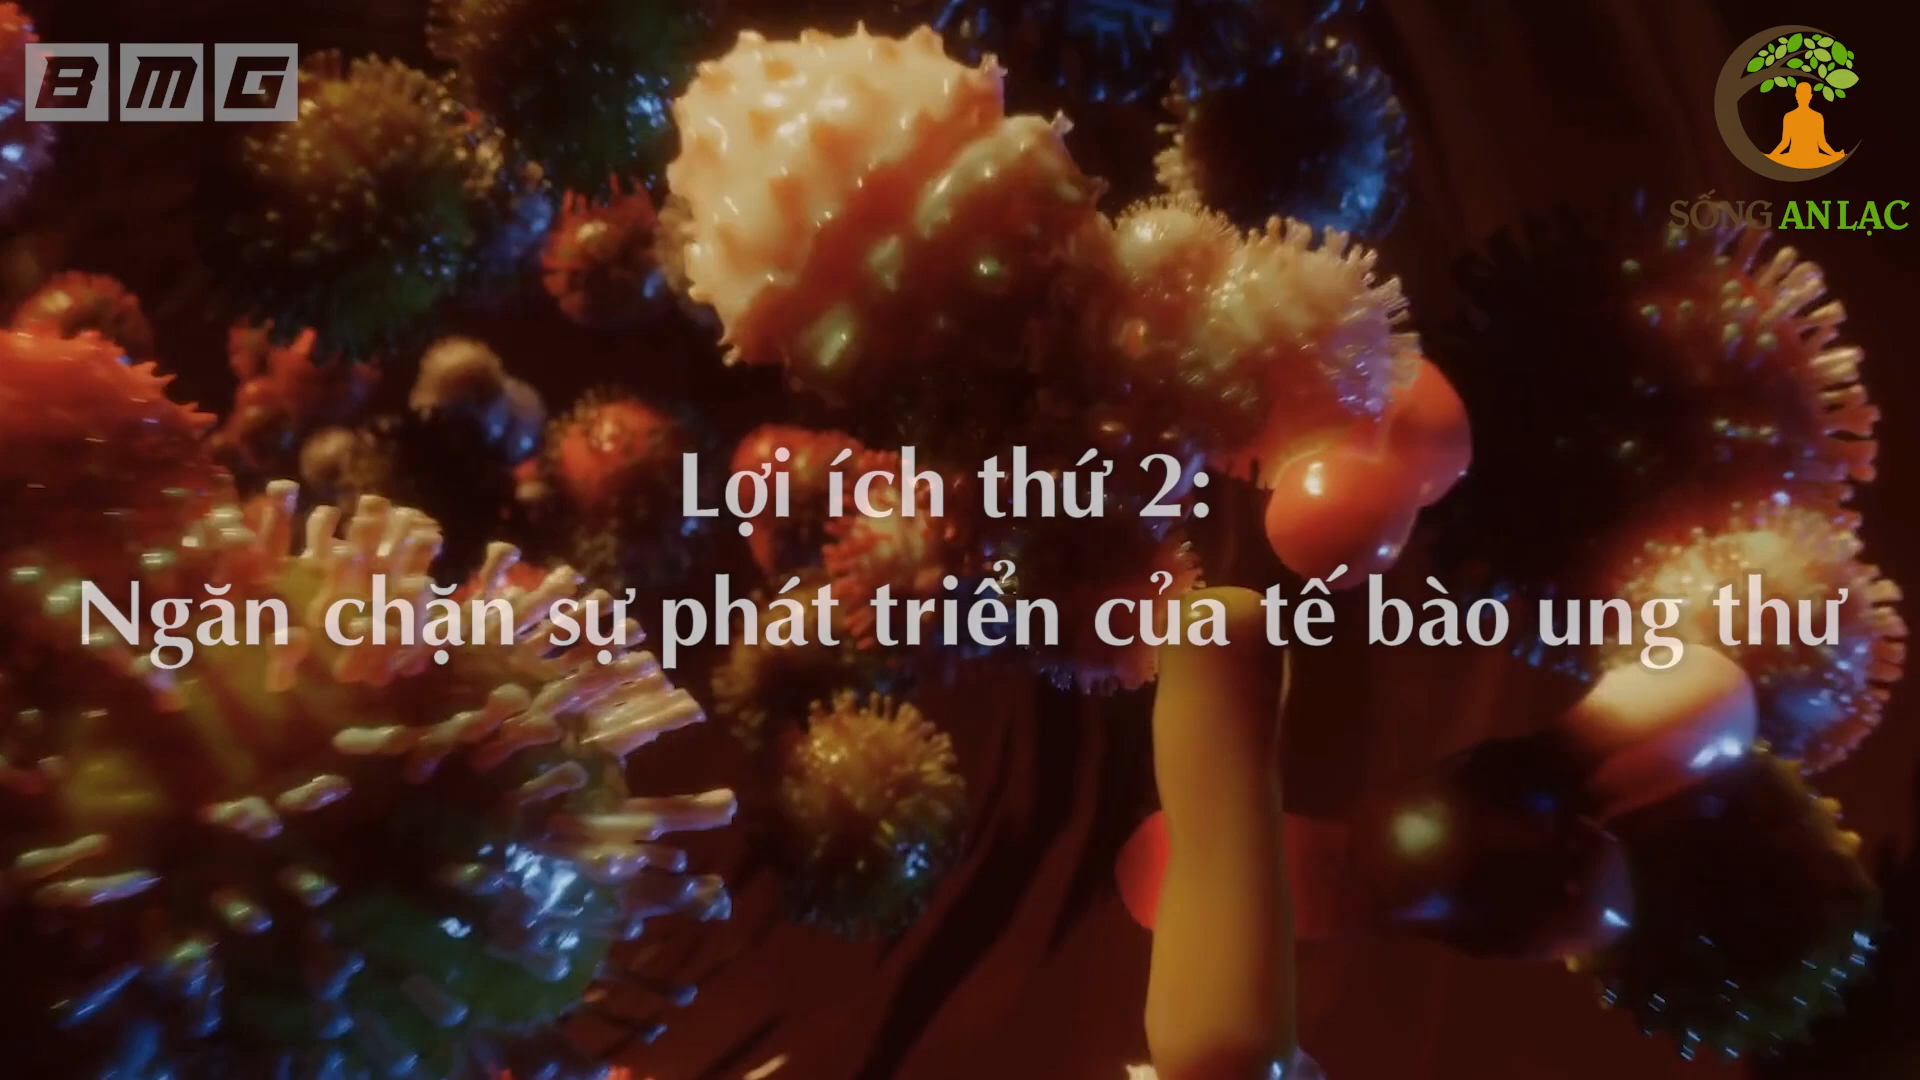 BMG
SỐNG AN LẠC
Lợi ích thứ 2:
Ngăn chặn sự phát triển của tế bào ung thư